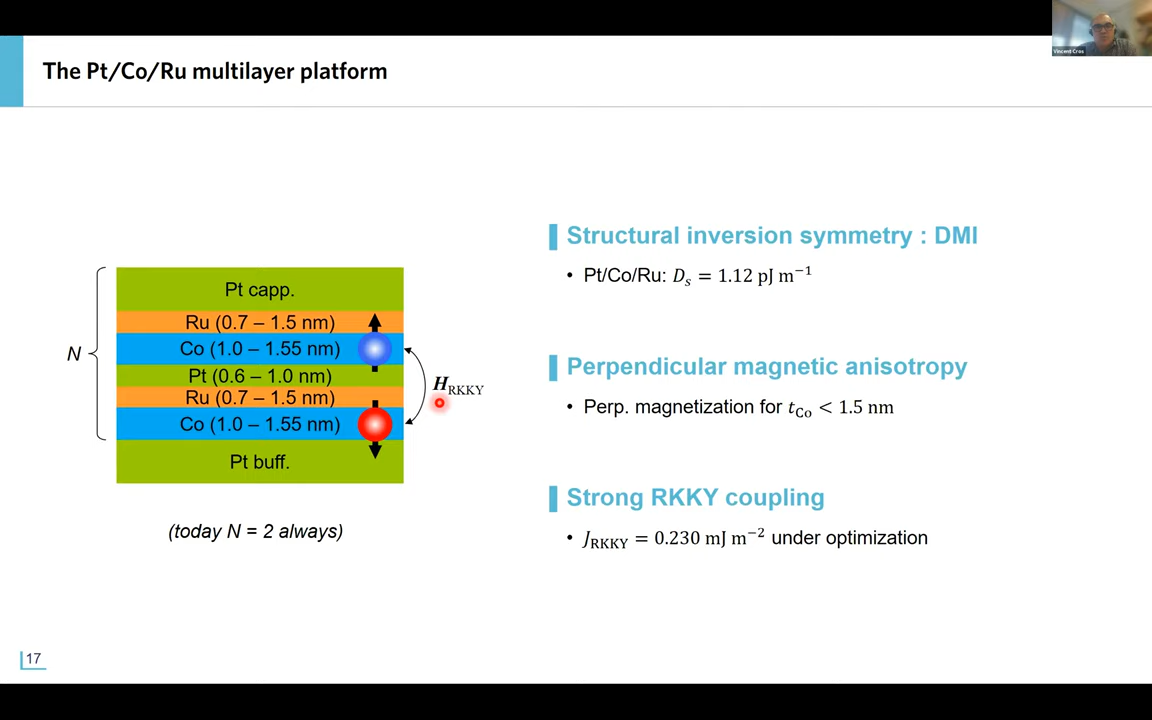 Vincent Cros
The Pt/Co/Ru multilayer platform
Pt capp.
Ru (0.7 – 1.5 nm)
Co (1.0 – 1.55 nm)
Pt (0.6 – 1.0 nm)
Ru (0.7 – 1.5 nm)
Co (1.0 – 1.55 nm)
Pt buff.
N
H_RKKY
(today N = 2 always)
Structural inversion symmetry : DMI
• Pt/Co/Ru: D_s = 1.12 pJ m⁻¹
Perpendicular magnetic anisotropy
• Perp. magnetization for t_Co < 1.5 nm
Strong RKKY coupling
• J_RKKY = 0.230 mJ m⁻² under optimization
17